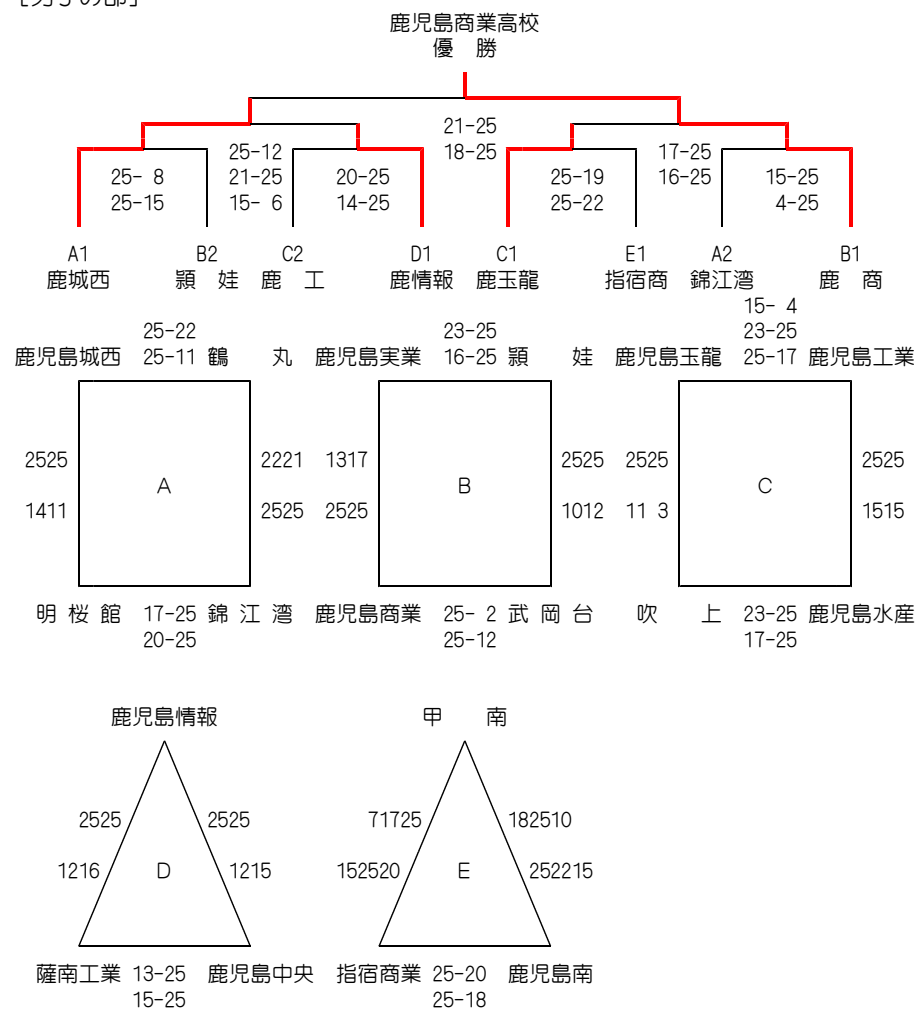 鹿児島商業高校
優 勝
21-25
18-25
25-12
21-25
15- 6
17-25
16-25
25- 8
25-15
20-25
14-25
25-19
25-22
15-25
4-25
A1 B2 C2 D1 C1 E1 A2 B1
鹿城西 頴 娃 鹿 工 鹿情報 鹿玉龍 指宿商 錦江湾 鹿 商
15- 4
25-22 23-25 23-25
鹿児島城西 25-11 鶴 丸 鹿児島実業 16-25 頴 娃 鹿児島玉龍 25-17 鹿児島工業
2525 2221 1317 2525 2525 2525
A B C
1411 2525 2525 1012 11 3 1515
明 桜 館 17-25 錦 江 湾 鹿児島商業 25- 2 武 岡 台 吹 上 23-25 鹿児島水産
20-25 25-12 17-25
鹿児島情報 甲 南
2525 2525 71725 182510
1216 D 1215 152520 E 252215
薩南工業 13-25 鹿児島中央 指宿商業 25-20 鹿児島南
15-25 25-18